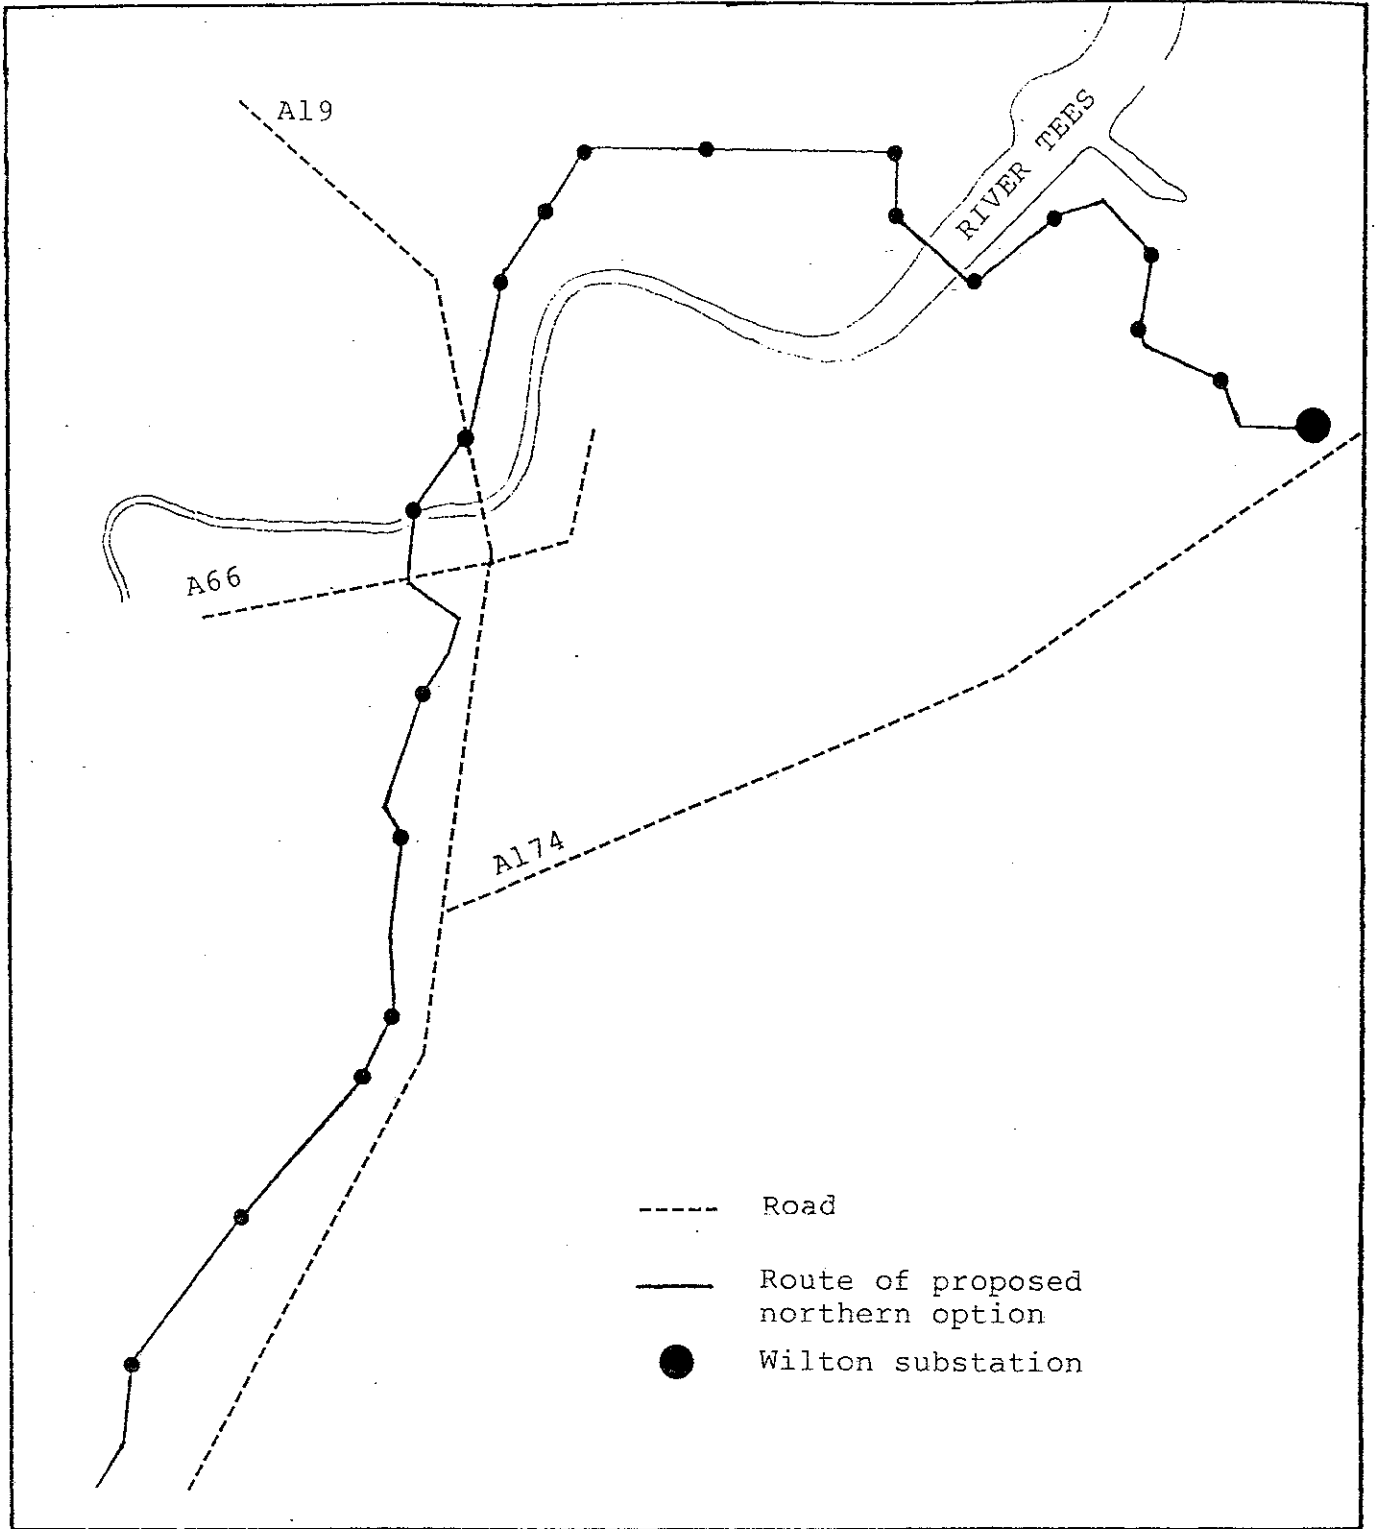 A19
RIVER TEES
A66
A174
Road
Route of proposed
northern option
Wilton substation